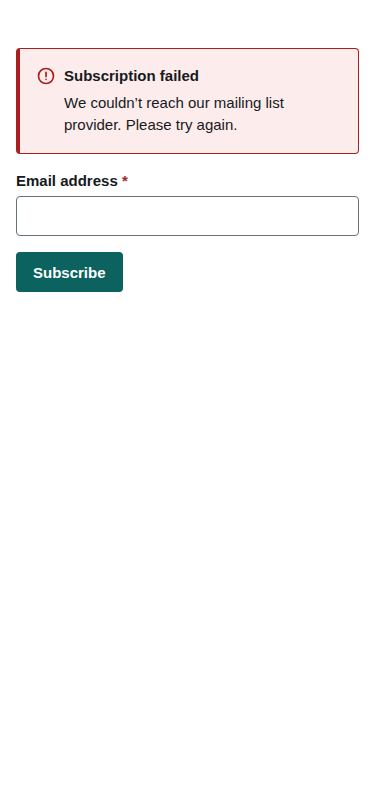 Subscription failed
We couldn’t reach our mailing list
provider. Please try again.
Email address *
Subscribe